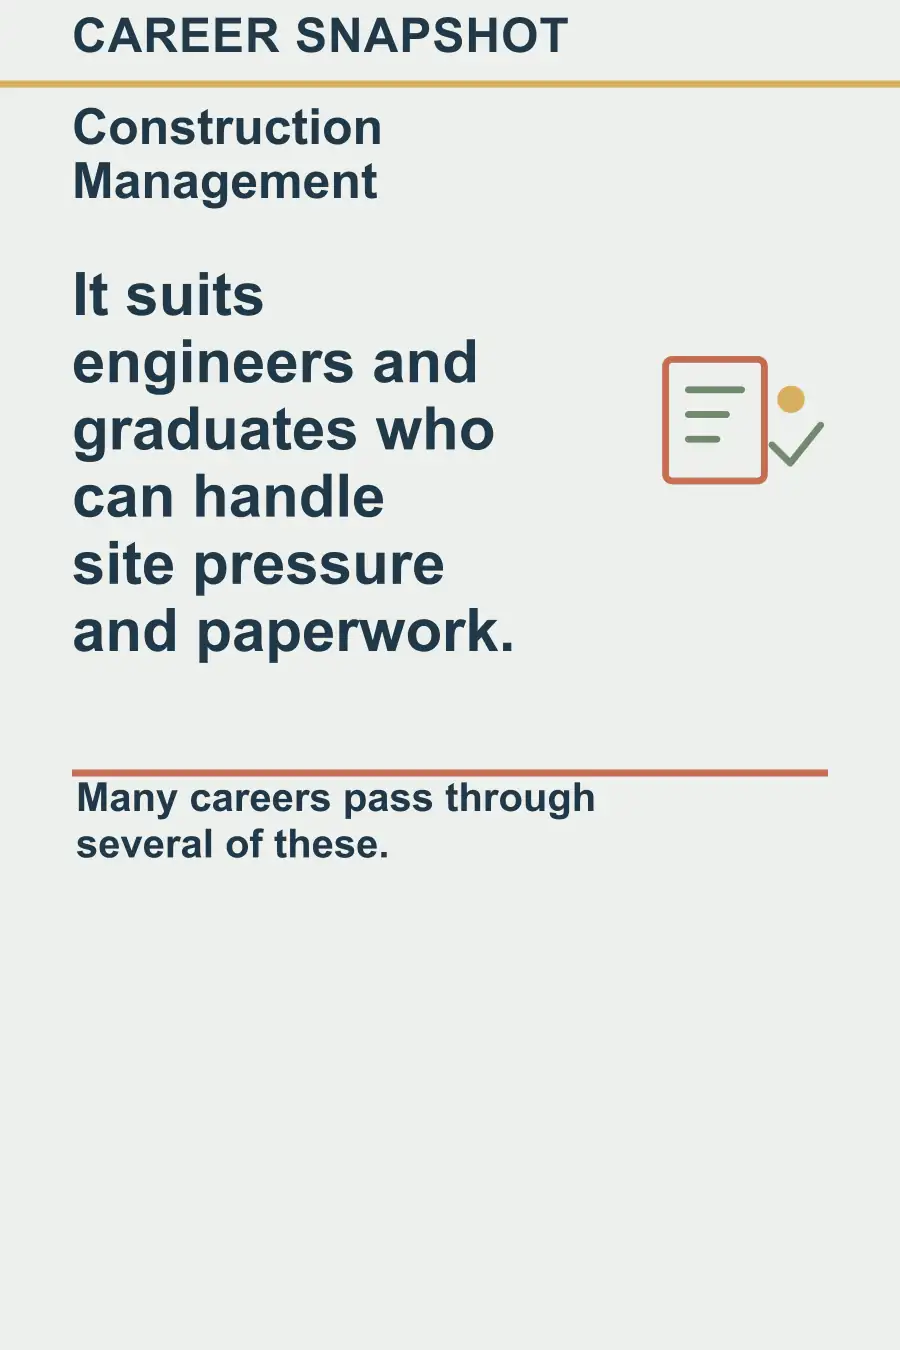 CAREER SNAPSHOT
Construction
Management
It suits
engineers and
graduates who
can handle
site pressure
and paperwork.
Many careers pass through
several of these.